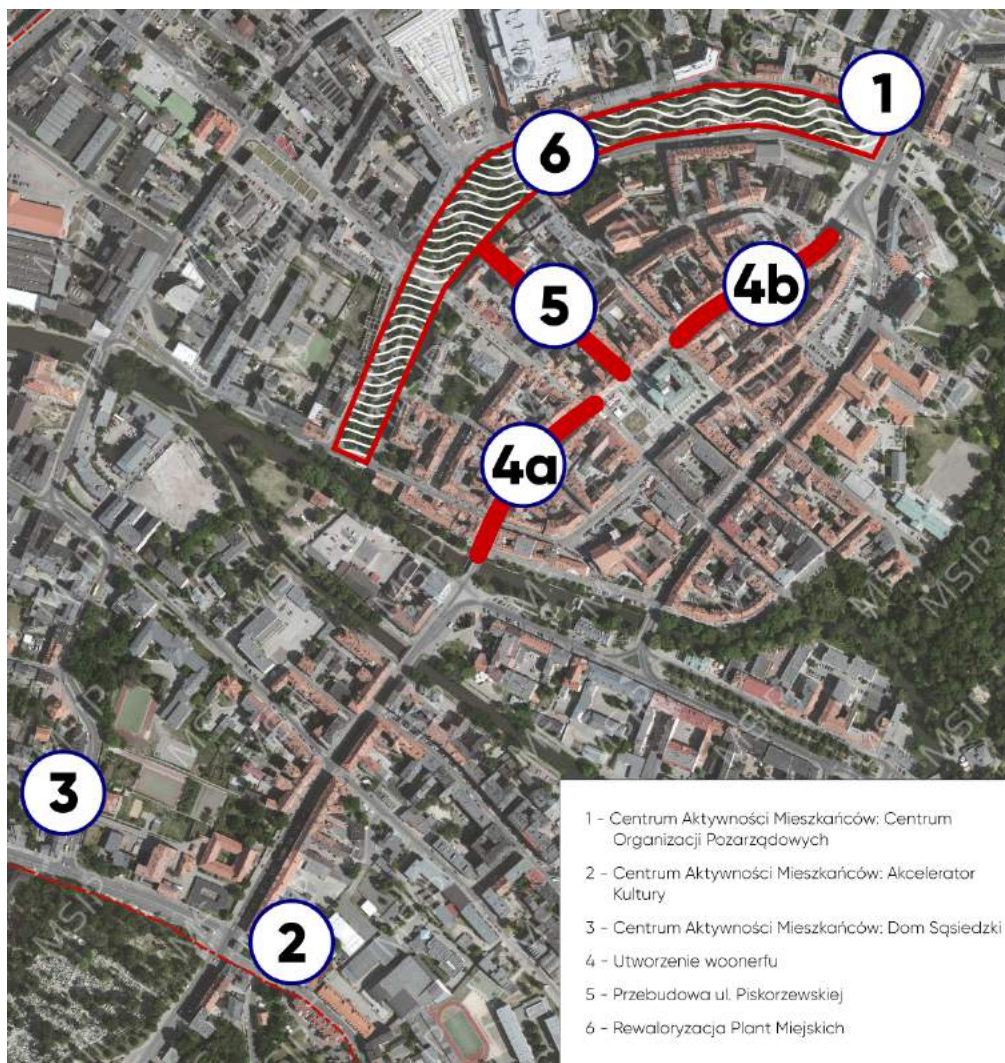 1
6
4b
5
4a
3
2
1 - Centrum Aktywności Mieszkańców: Centrum
Organizacji Pozarządowych
2 - Centrum Aktywności Mieszkańców: Akcelerator
Kultury
3 - Centrum Aktywności Mieszkańców: Dom Sąsiedzki
4 - Utworzenie woonerfu
5 - Przebudowa ul. Piskorzewskiej
6 - Rewaloryzacja Plant Miejskich
MSIP